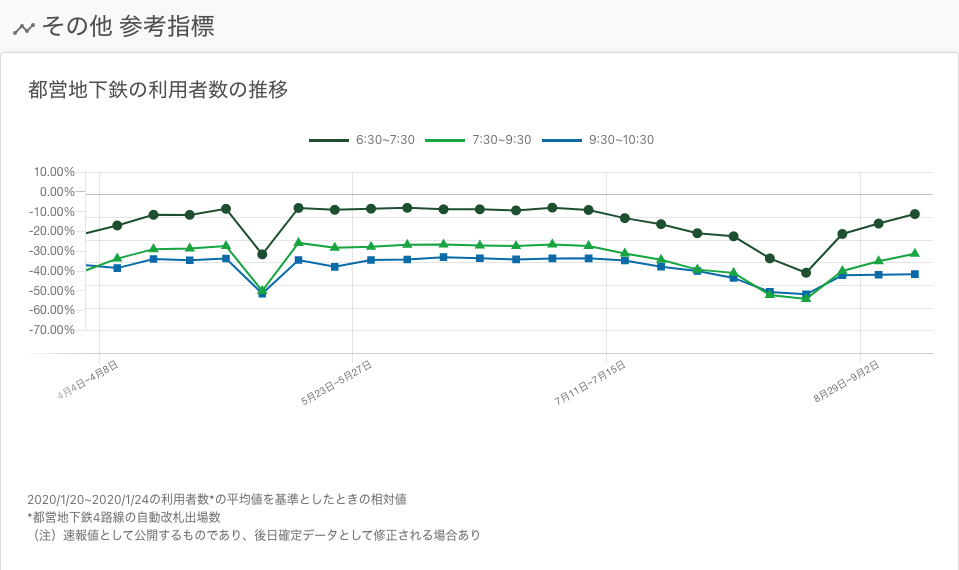 その他 参考指標
都営地下鉄の利用者数の推移
6:30~7:30 7:30~9:30 9:30~10:30
10.00%
0.00%
-10.00%
-20.00%
-30.00%
-40.00%
-50.00%
-60.00%
-70.00%
4月4日~4月8日 5月23日~5月27日 7月11日~7月15日 8月29日~9月2日
2020/1/20~2020/1/24の利用者数*の平均値を基準としたときの相対値
*都営地下鉄4路線の自動改札出場数
（注）速報値として公開するものであり、後日確定データとして修正される場合あり